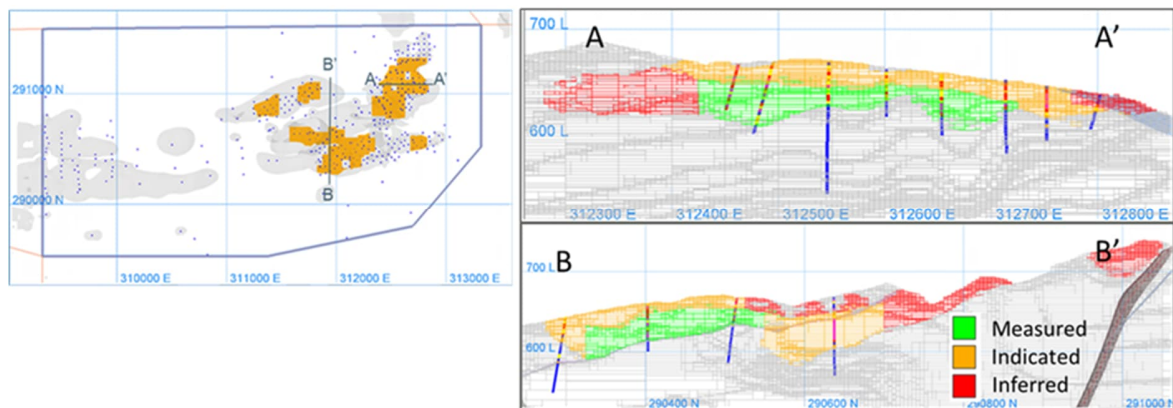 B'
A A'
291000 N
B
290000 N
310000 E 311000 E 312000 E 313000 E
700 L A A'
600 L
312300 E 312400 E 312500 E 312600 E 312700 E 312800 E
B B'
700 L
600 L
Measured
Indicated
Inferred
290400 N 290600 N 290800 N 291000 N